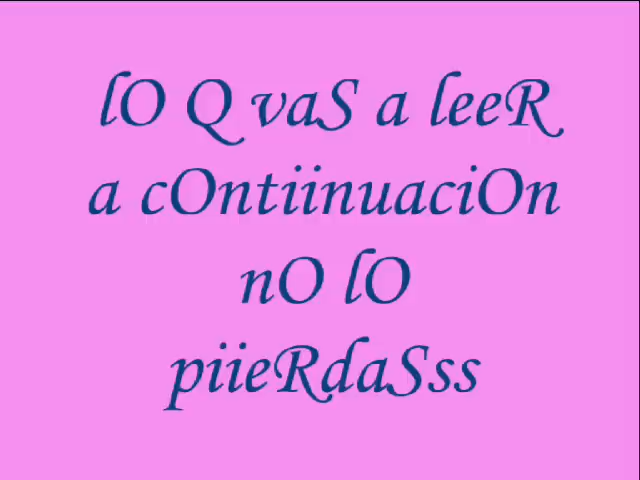 lO Q vaS a leeR
a cOntiinuaciOn
nO lO
piieRdaSss